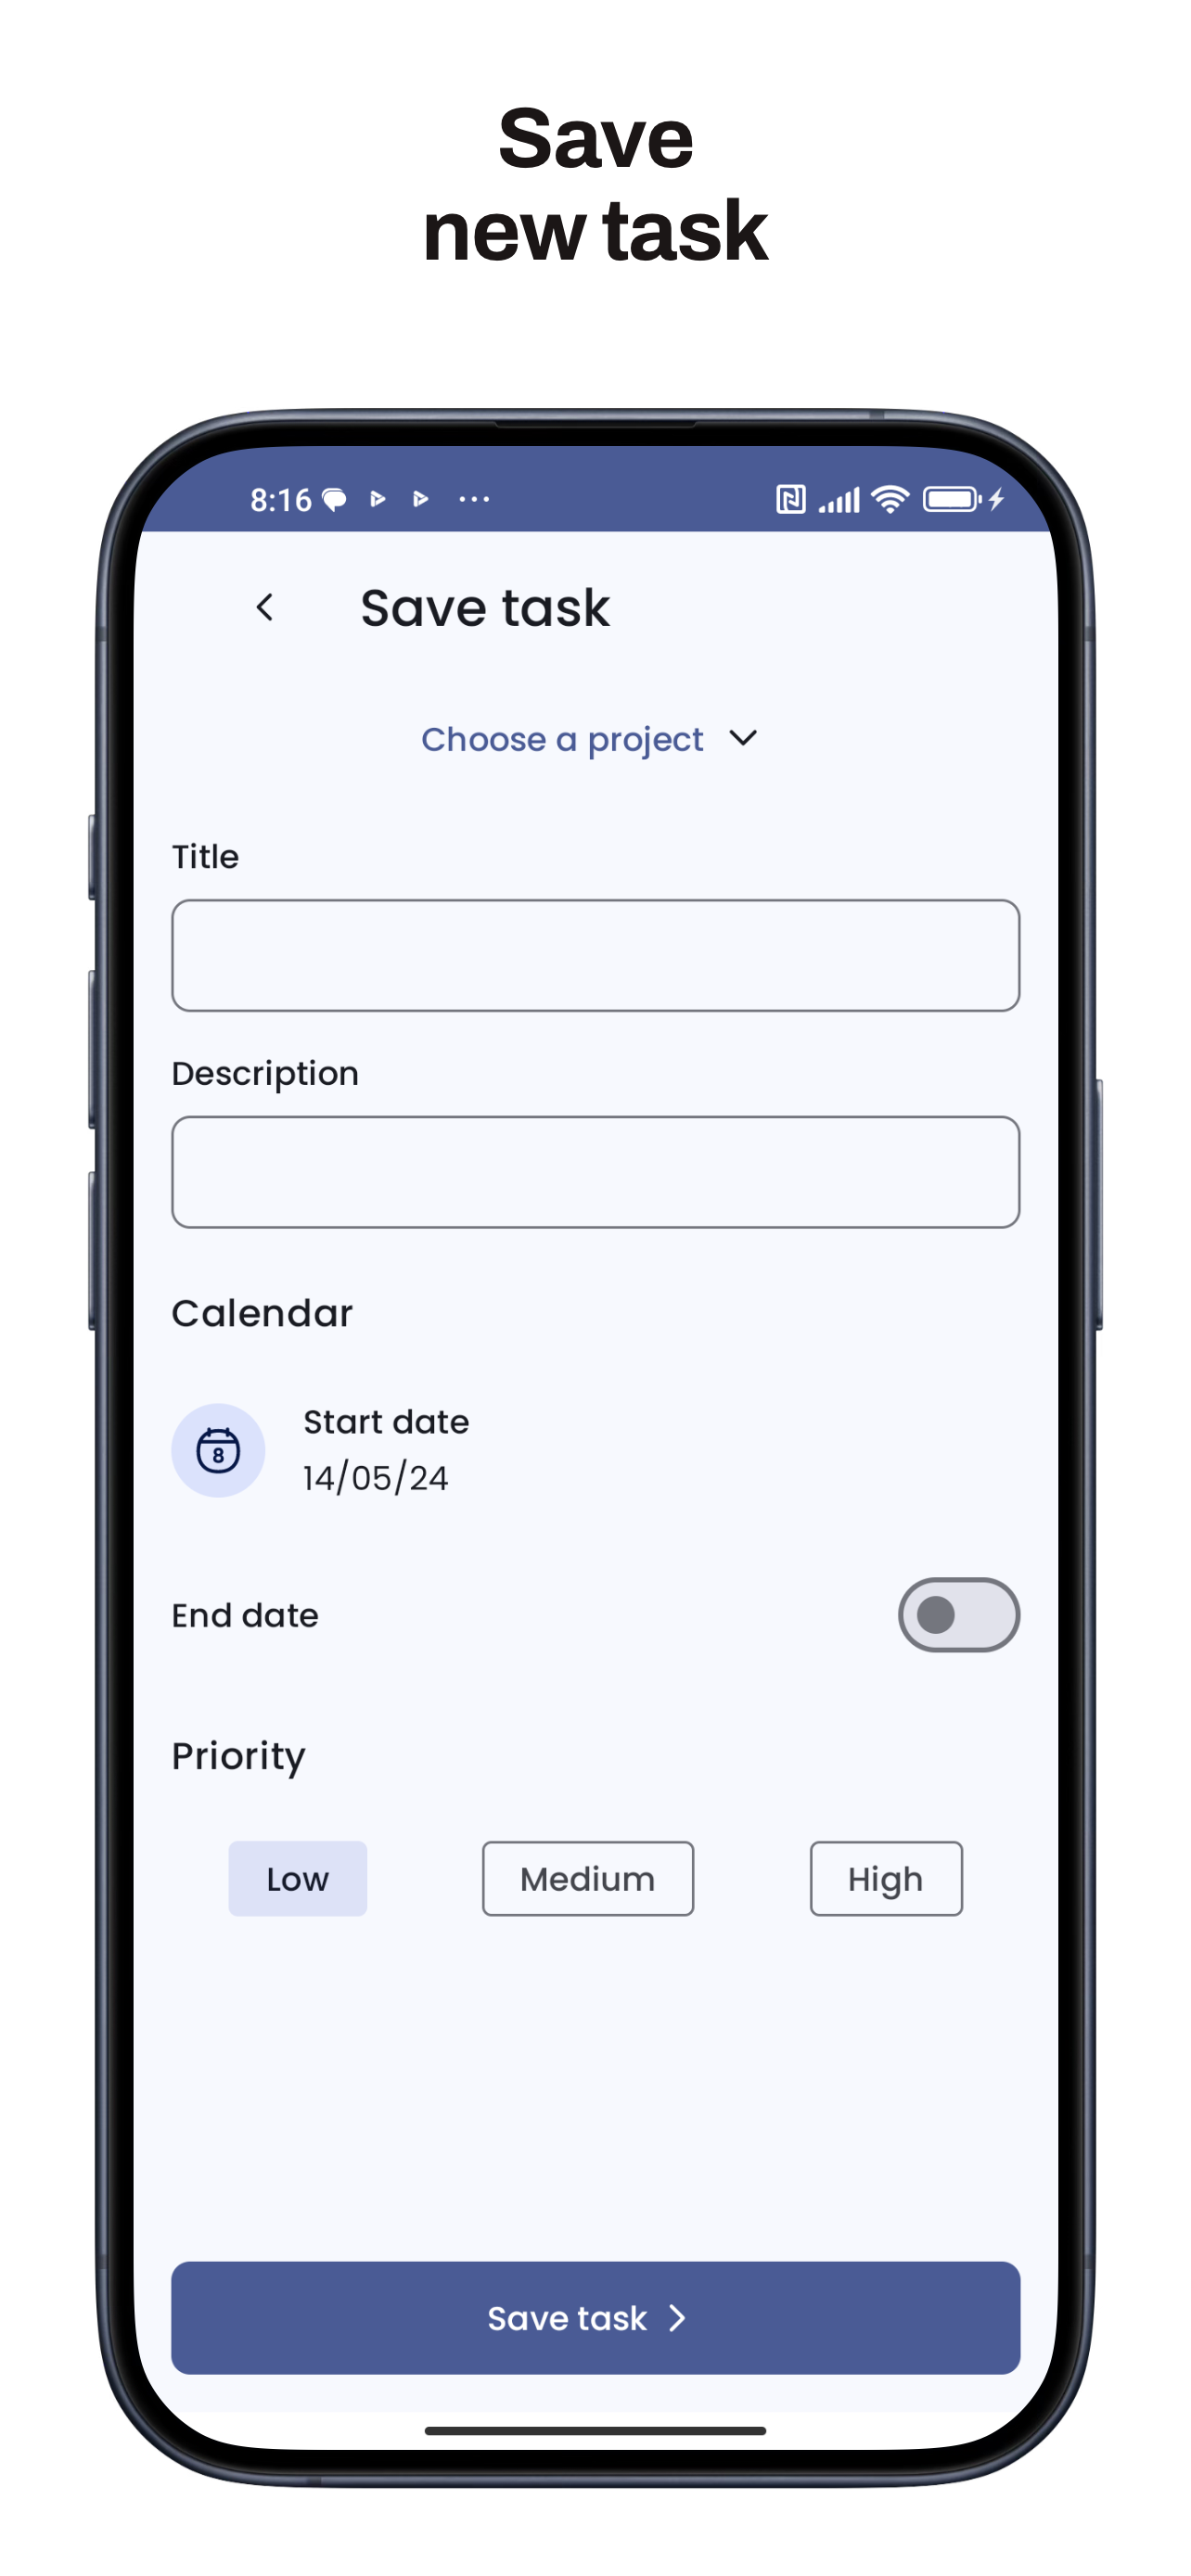 Save
new task
8:16
Save task
Choose a project
Title
Description
Calendar
8
Start date
14/05/24
End date
Priority
Low Medium High
Save task